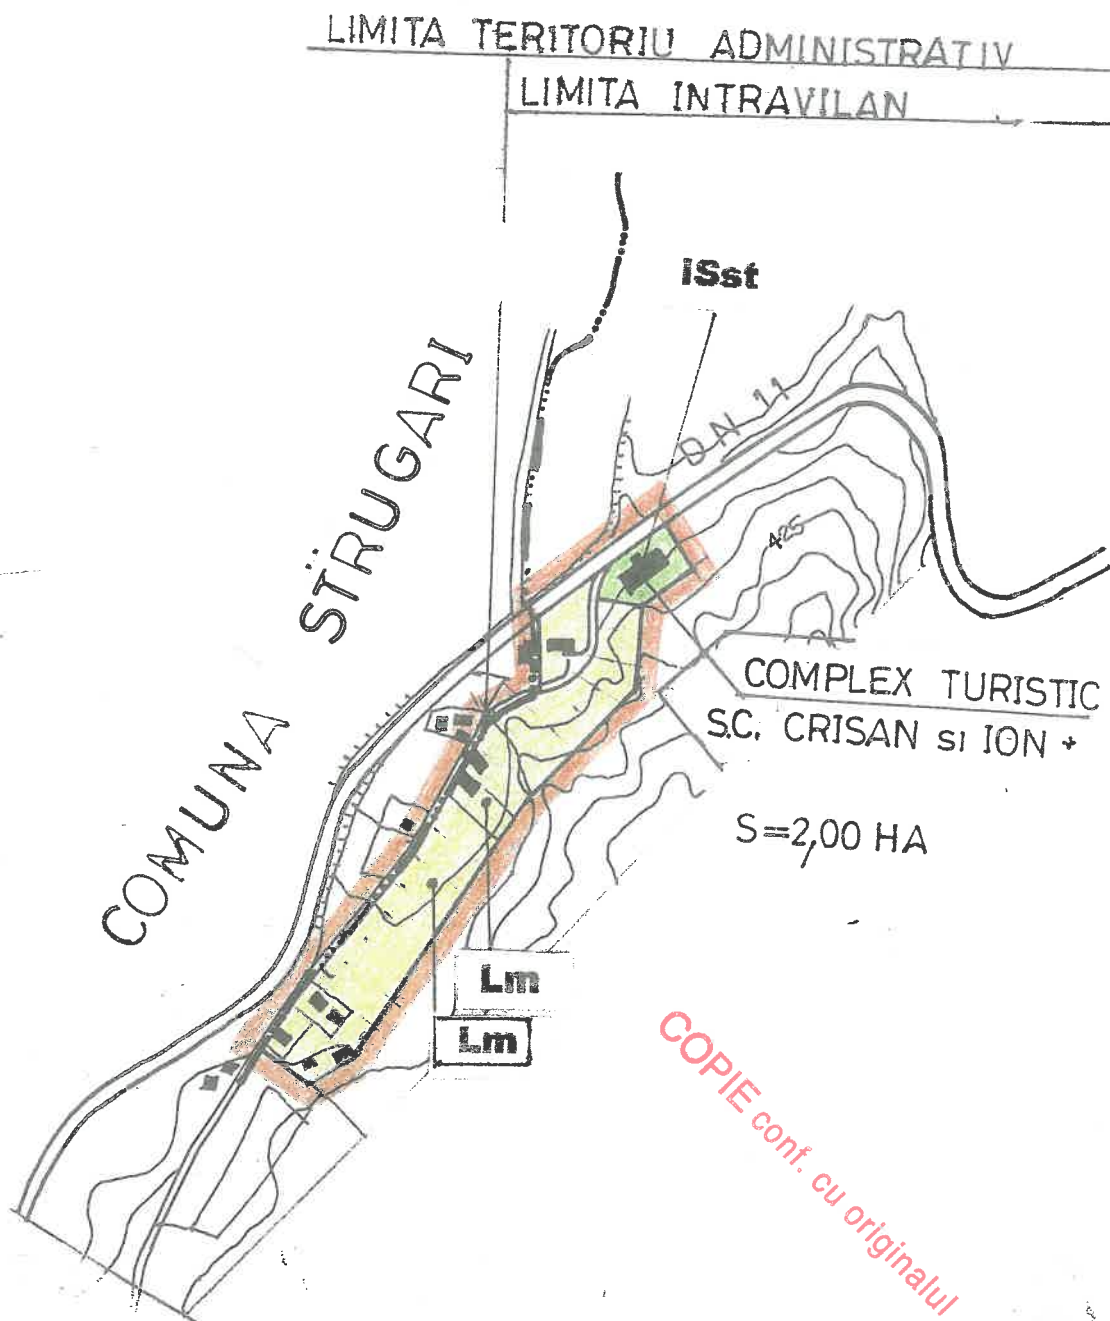 LIMITA TERITORIU ADMINISTRATIV
LIMITA INTRAVILAN
ISst
DN 11
COMUNA STRUGARI
425
COMPLEX TURISTIC
S.C. CRISAN si ION +
S=2,00 HA
Lm
Lm
COPIE conf. cu originalul